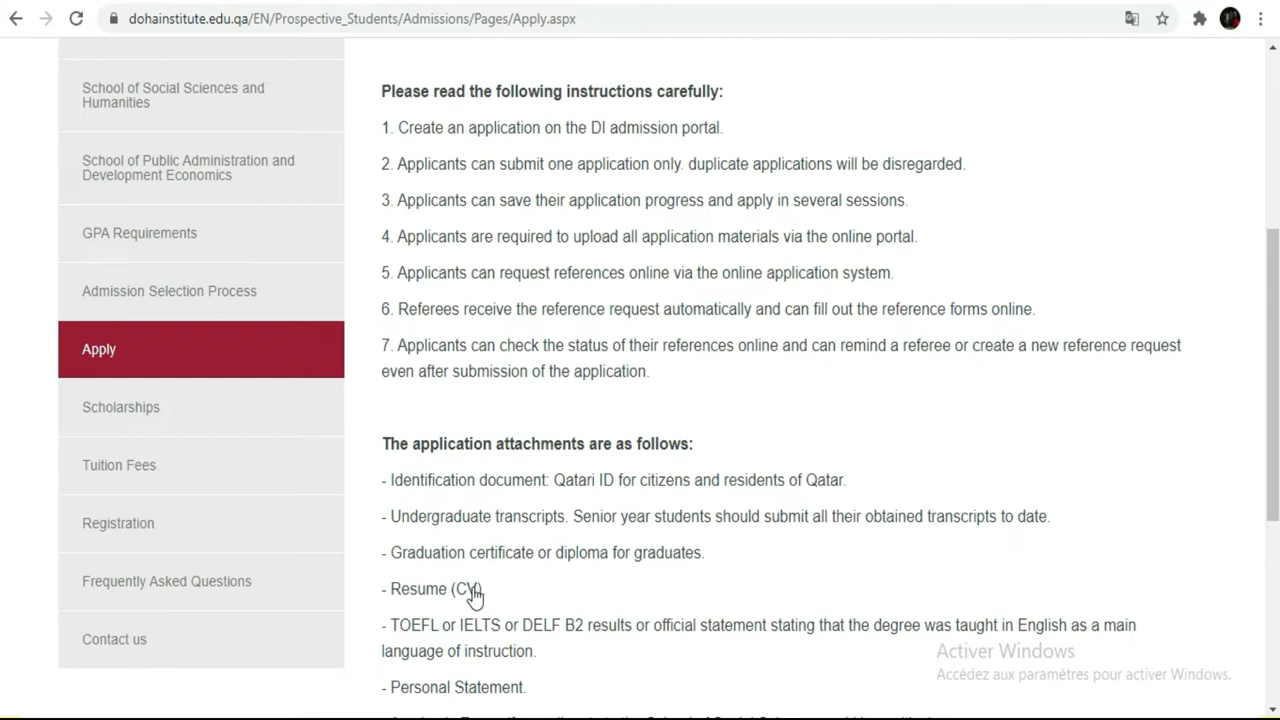 dohainstitute.edu.qa/EN/Prospective_Students/Admissions/Pages/Apply.aspx
School of Social Sciences and
Humanities
School of Public Administration and
Development Economics
GPA Requirements
Admission Selection Process
Apply
Scholarships
Tuition Fees
Registration
Frequently Asked Questions
Contact us
Please read the following instructions carefully:
1. Create an application on the DI admission portal.
2. Applicants can submit one application only. duplicate applications will be disregarded.
3. Applicants can save their application progress and apply in several sessions.
4. Applicants are required to upload all application materials via the online portal.
5. Applicants can request references online via the online application system.
6. Referees receive the reference request automatically and can fill out the reference forms online.
7. Applicants can check the status of their references online and can remind a referee or create a new reference request
even after submission of the application.
The application attachments are as follows:
- Identification document: Qatari ID for citizens and residents of Qatar.
- Undergraduate transcripts. Senior year students should submit all their obtained transcripts to date.
- Graduation certificate or diploma for graduates.
- Resume (CV)
- TOEFL or IELTS or DELF B2 results or official statement stating that the degree was taught in English as a main
language of instruction.
- Personal Statement.
Activer Windows
Accédez aux paramètres pour activer Windows.